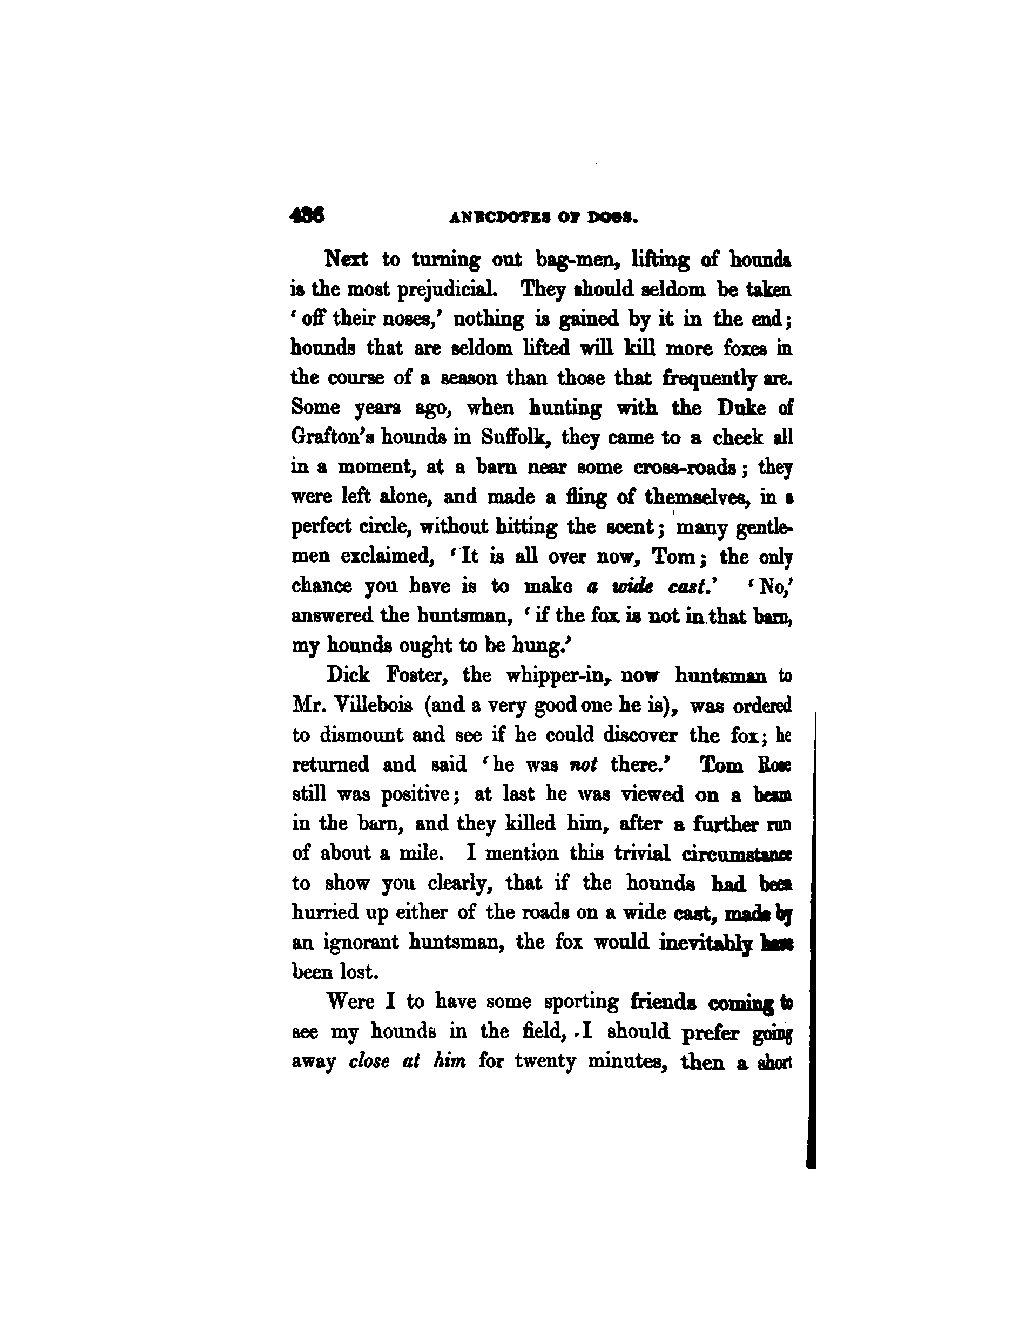 436 ANECDOTES OF DOGS.
Next to turning out bag-men, lifting of hounds
is the most prejudicial. They should seldom be taken
‘ off their noses,’ nothing is gained by it in the end;
hounds that are seldom lifted will kill more foxes in
the course of a season than those that frequently are.
Some years ago, when hunting with the Duke of
Grafton’s hounds in Suffolk, they came to a check all
in a moment, at a barn near some cross-roads; they
were left alone, and made a fling of themselves, in a
perfect circle, without hitting the scent; many gentle-
men exclaimed, ‘It is all over now, Tom; the only
chance you have is to make a wide cast.’ ‘No,’
answered the huntsman, ‘ if the fox is not in that barn,
my hounds ought to be hung.’
Dick Foster, the whipper-in, now huntsman to
Mr. Villebois (and a very good one he is), was ordered
to dismount and see if he could discover the fox; he
returned and said ‘he was not there.’ Tom Rose
still was positive; at last he was viewed on a beam
in the barn, and they killed him, after a further run
of about a mile. I mention this trivial circumstance
to show you clearly, that if the hounds had been
hurried up either of the roads on a wide cast, made by
an ignorant huntsman, the fox would inevitably have
been lost.
Were I to have some sporting friends coming to
see my hounds in the field, I should prefer going
away close at him for twenty minutes, then a short